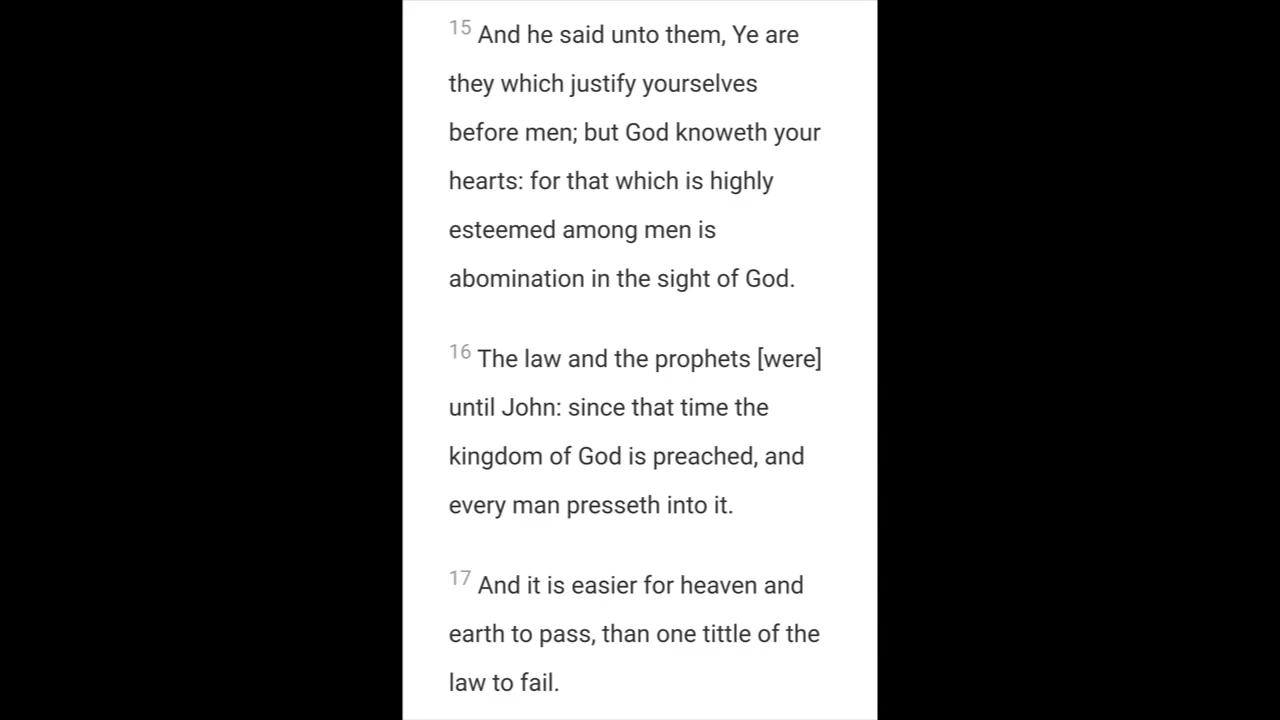 15 And he said unto them, Ye are
they which justify yourselves
before men; but God knoweth your
hearts: for that which is highly
esteemed among men is
abomination in the sight of God.
16 The law and the prophets [were]
until John: since that time the
kingdom of God is preached, and
every man presseth into it.
17 And it is easier for heaven and
earth to pass, than one tittle of the
law to fail.